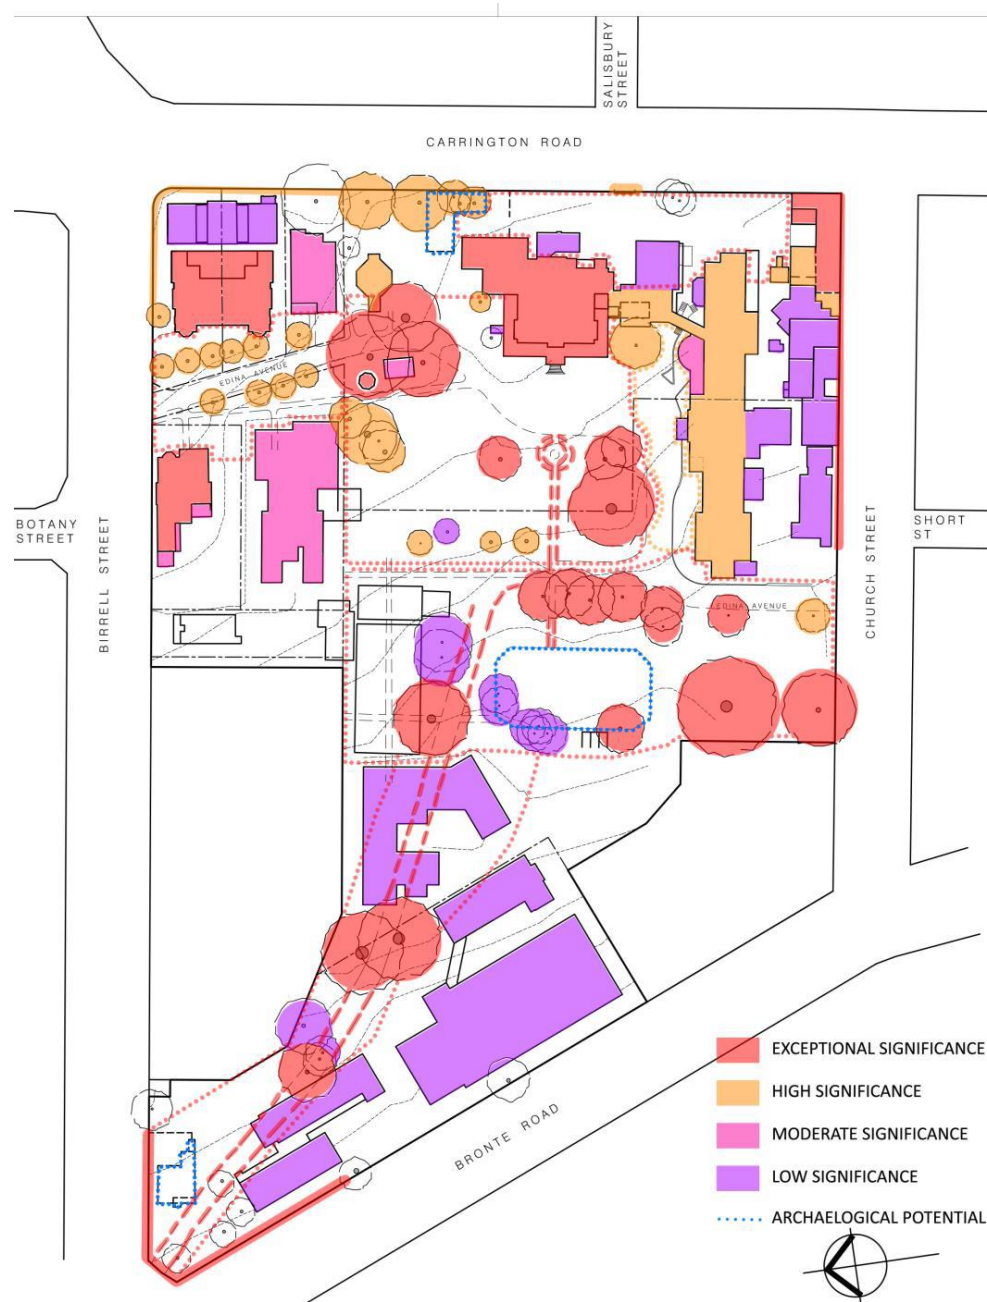 SALISBURY
STREET
CARRINGTON ROAD
EDINA AVENUE
BOTANY
STREET
BIRRELL STREET
SHORT
ST
CHURCH STREET
EDINA AVENUE
BRONTE ROAD
EXCEPTIONAL SIGNIFICANCE
HIGH SIGNIFICANCE
MODERATE SIGNIFICANCE
LOW SIGNIFICANCE
ARCHAELOGICAL POTENTIAL